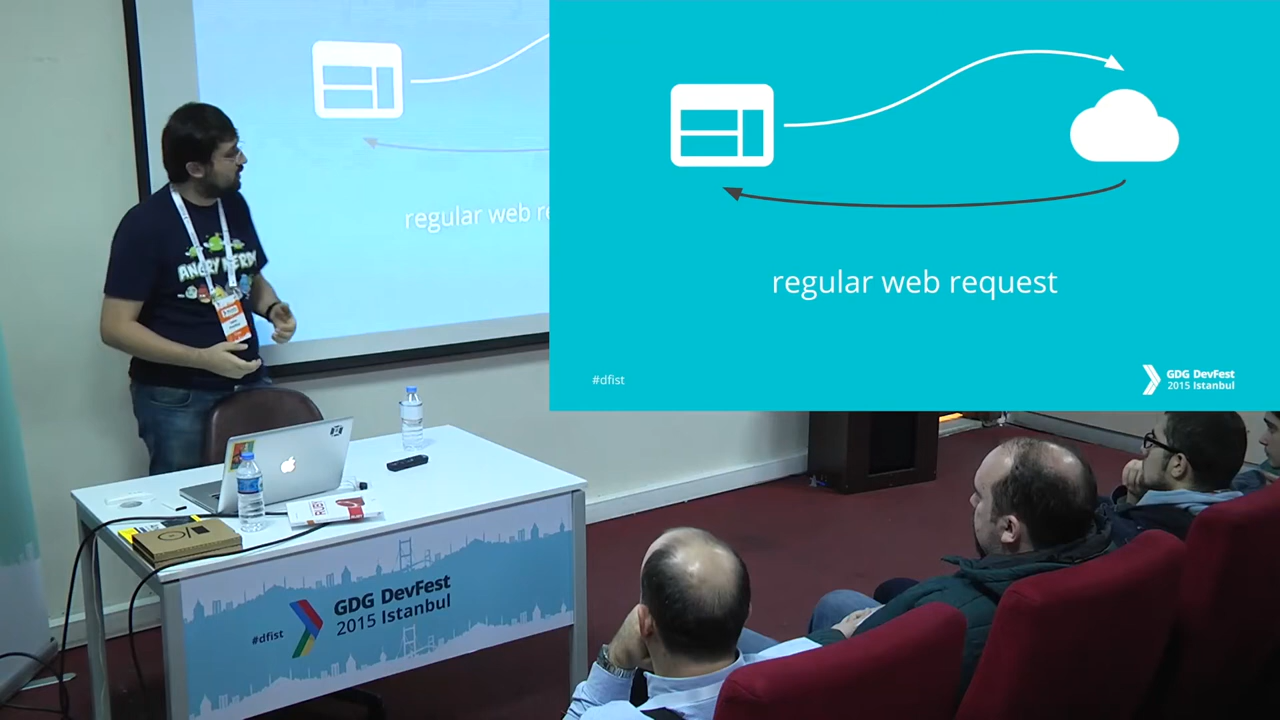 regular web re
regular web request
#dfist
GDG DevFest
2015 Istanbul
ANGRY NERDS
#dfist
GDG DevFest
2015 Istanbul